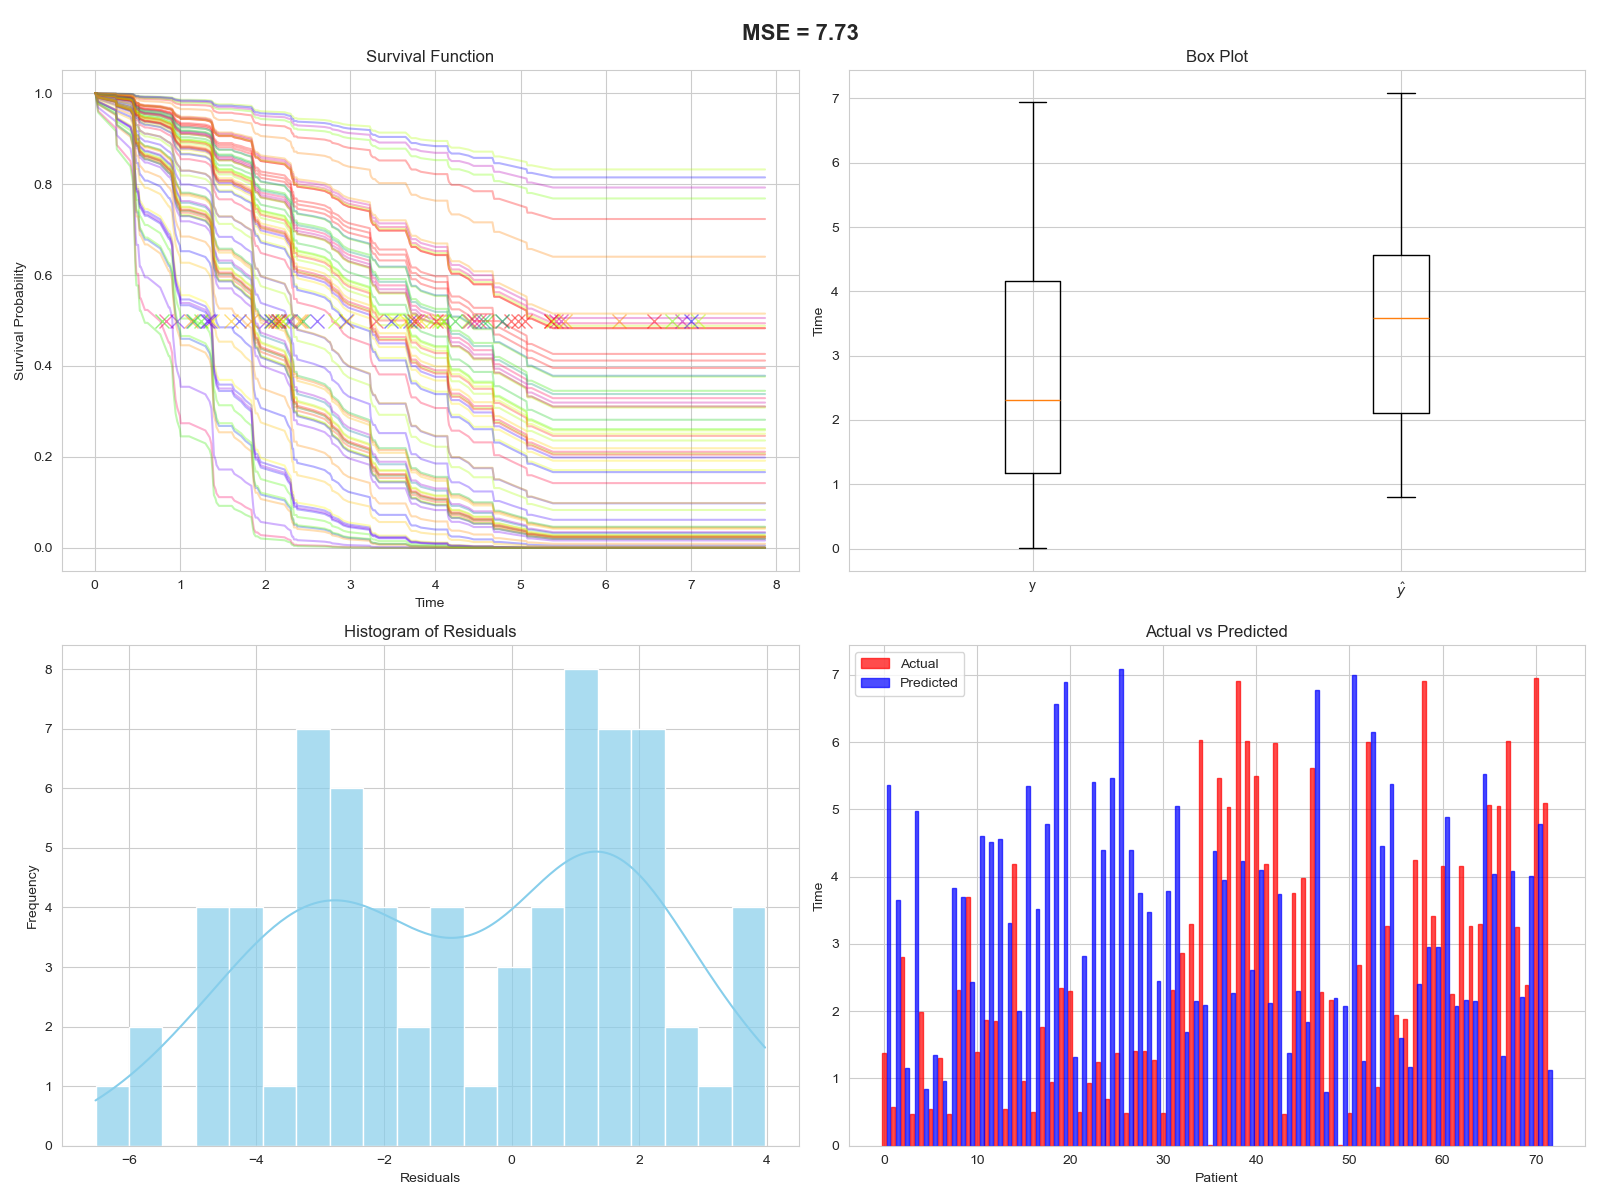 MSE = 7.73
Survival Function
Survival Probability
1.0
0.8
0.6
0.4
0.2
0.0
0 1 2 3 4 5 6 7 8
Time
Box Plot
Time
7
6
5
4
3
2
1
0
y ŷ
Histogram of Residuals
Frequency
8
7
6
5
4
3
2
1
0
−6 −4 −2 0 2 4
Residuals
Actual vs Predicted
Actual
Predicted
Time
7
6
5
4
3
2
1
0
0 10 20 30 40 50 60 70
Patient